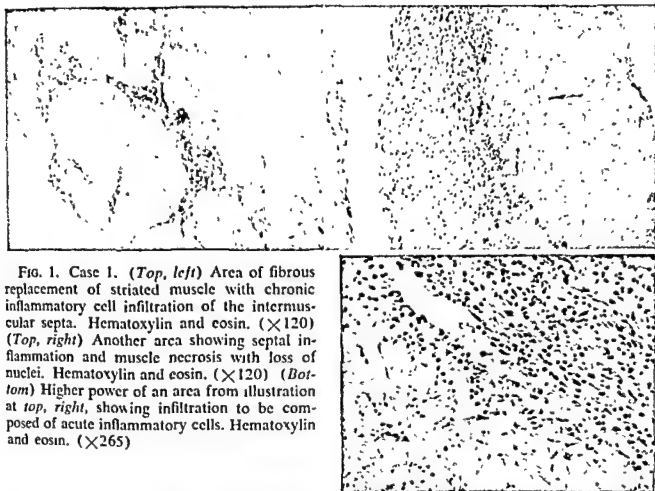 FIG. 1. Case 1. (Top, left) Area of fibrous
replacement of striated muscle with chronic
inflammatory cell infiltration of the intermus-
cular septa. Hematoxylin and eosin. (×120)
(Top, right) Another area showing septal in-
flammation and muscle necrosis with loss of
nuclei. Hematoxylin and eosin. (×120) (Bot-
tom) Higher power of an area from illustration
at top, right, showing infiltration to be com-
posed of acute inflammatory cells. Hematoxylin
and eosin. (×265)